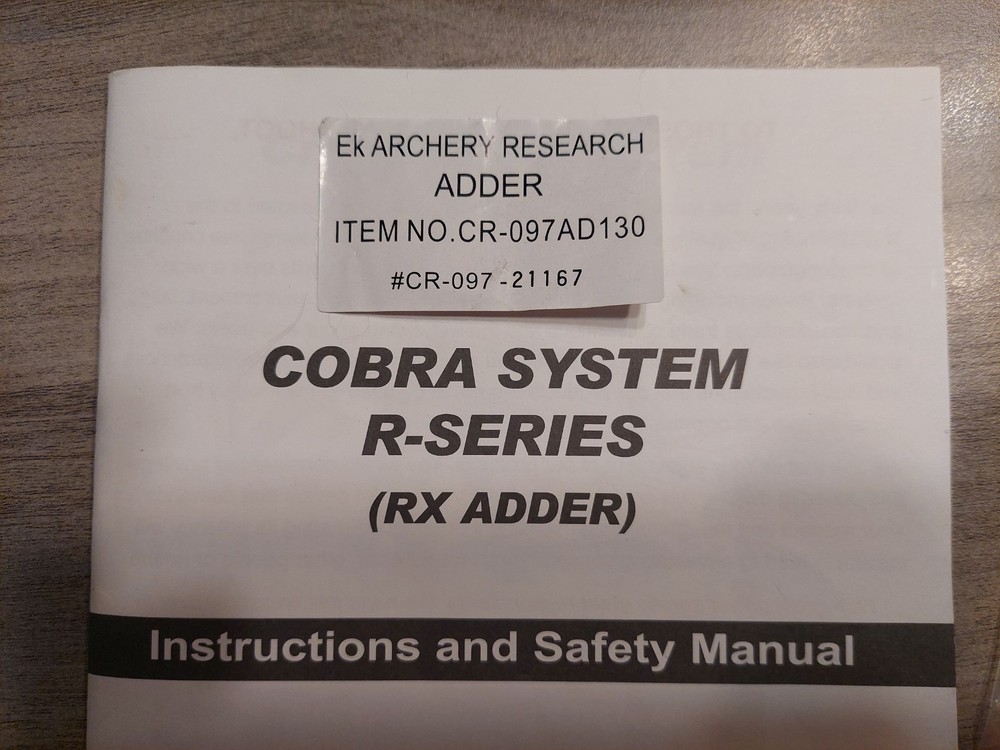 Ek ARCHERY RESEARCH
ADDER
ITEM NO.CR-097AD130
#CR-097 -21167
COBRA SYSTEM
R-SERIES
(RX ADDER)
Instructions and Safety Manual